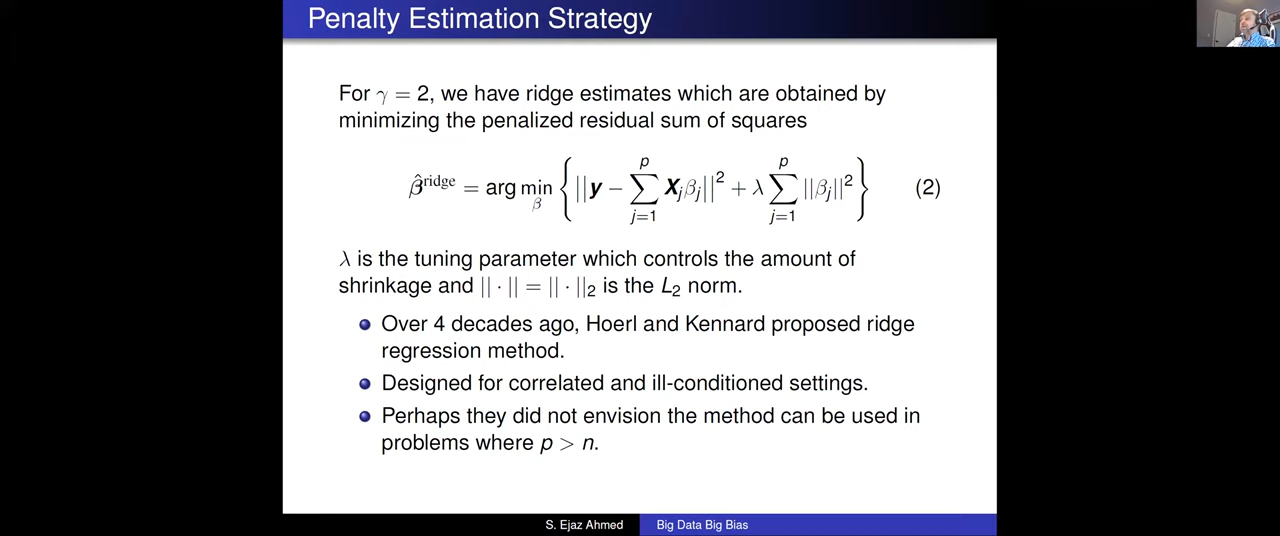 Penalty Estimation Strategy
For γ = 2, we have ridge estimates which are obtained by
minimizing the penalized residual sum of squares
β̂^ridge = arg min_β { ||y − ∑_{j=1}^{p} X_jβ_j||² + λ ∑_{j=1}^{p} ||β_j||² } (2)
λ is the tuning parameter which controls the amount of
shrinkage and || · || = || · ||₂ is the L₂ norm.
Over 4 decades ago, Hoerl and Kennard proposed ridge
regression method.
Designed for correlated and ill-conditioned settings.
Perhaps they did not envision the method can be used in
problems where p > n.
S. Ejaz Ahmed Big Data Big Bias